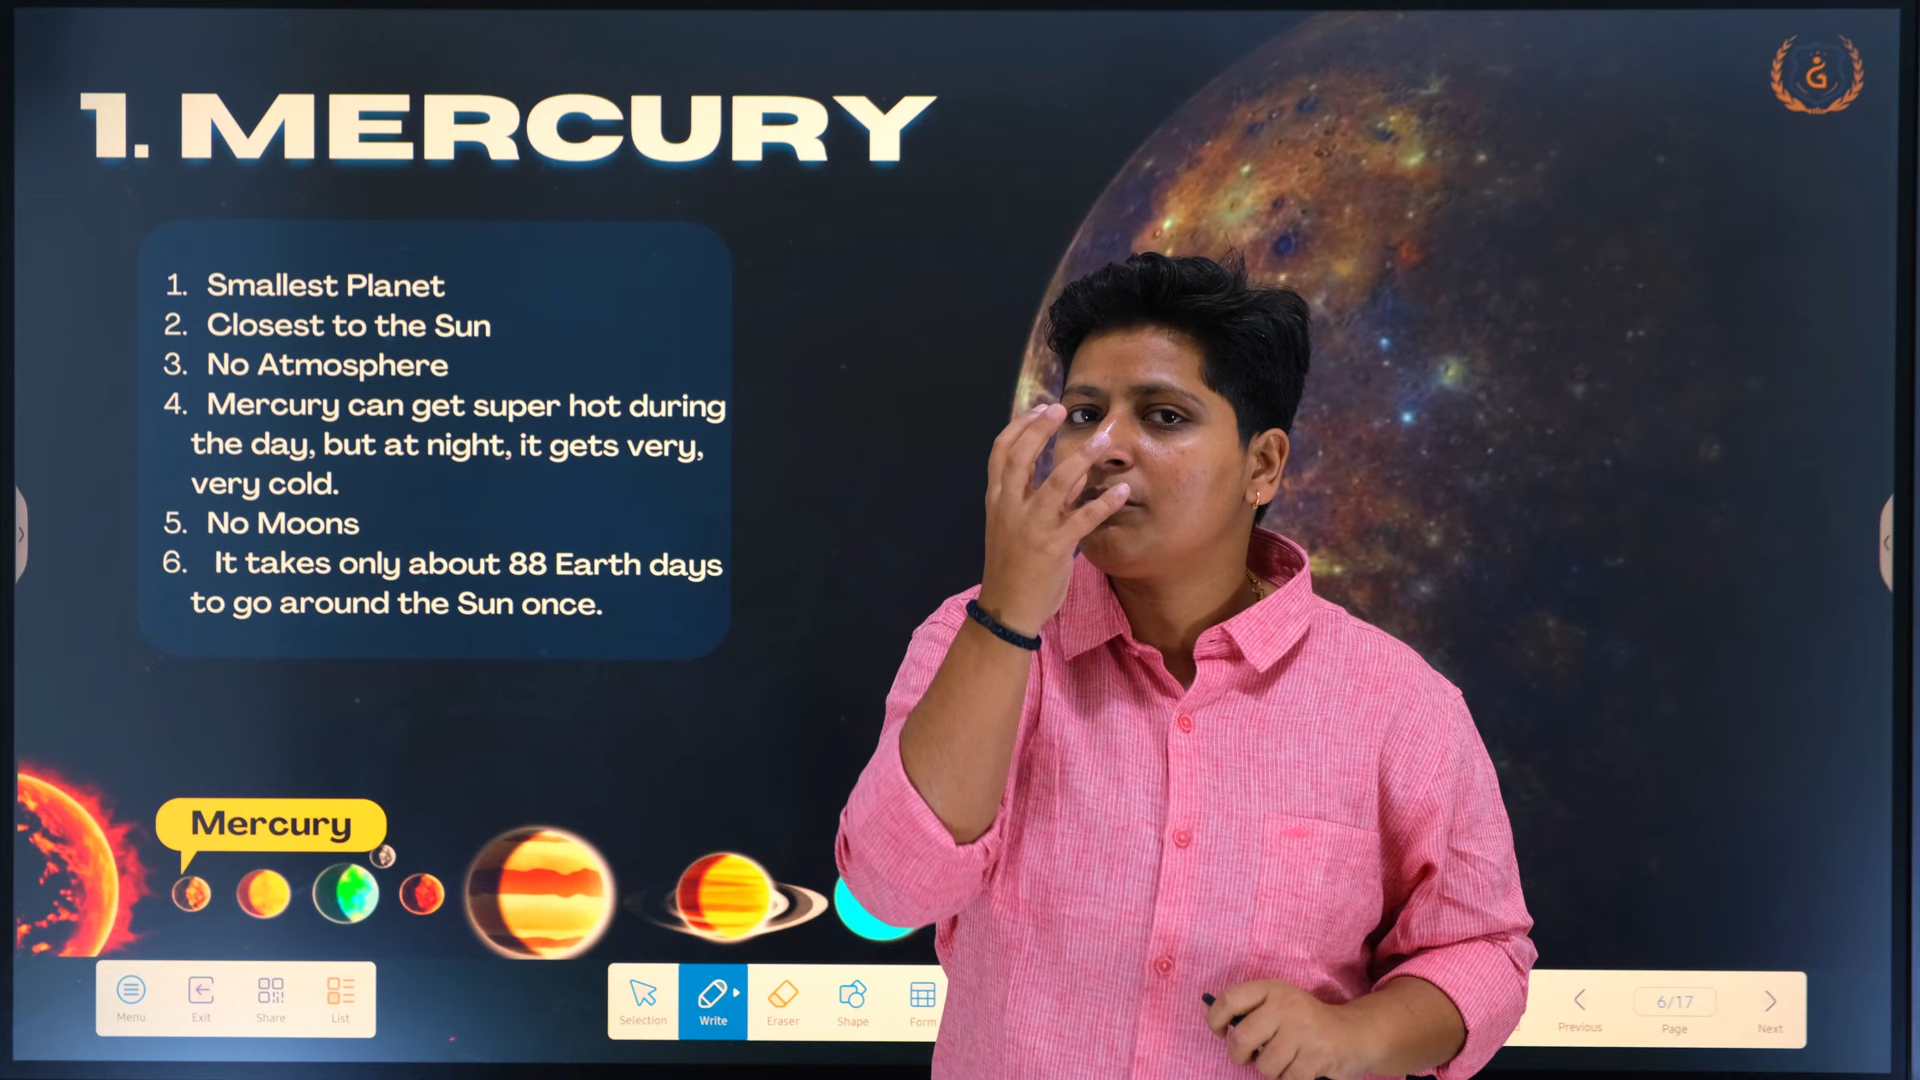 1. MERCURY
1. Smallest Planet
2. Closest to the Sun
3. No Atmosphere
4. Mercury can get super hot during
the day, but at night, it gets very,
very cold.
5. No Moons
6. It takes only about 88 Earth days
to go around the Sun once.
Mercury
Menu Exit Share List
Selection Write Eraser Shape Form
Previous 6/17 Page Next